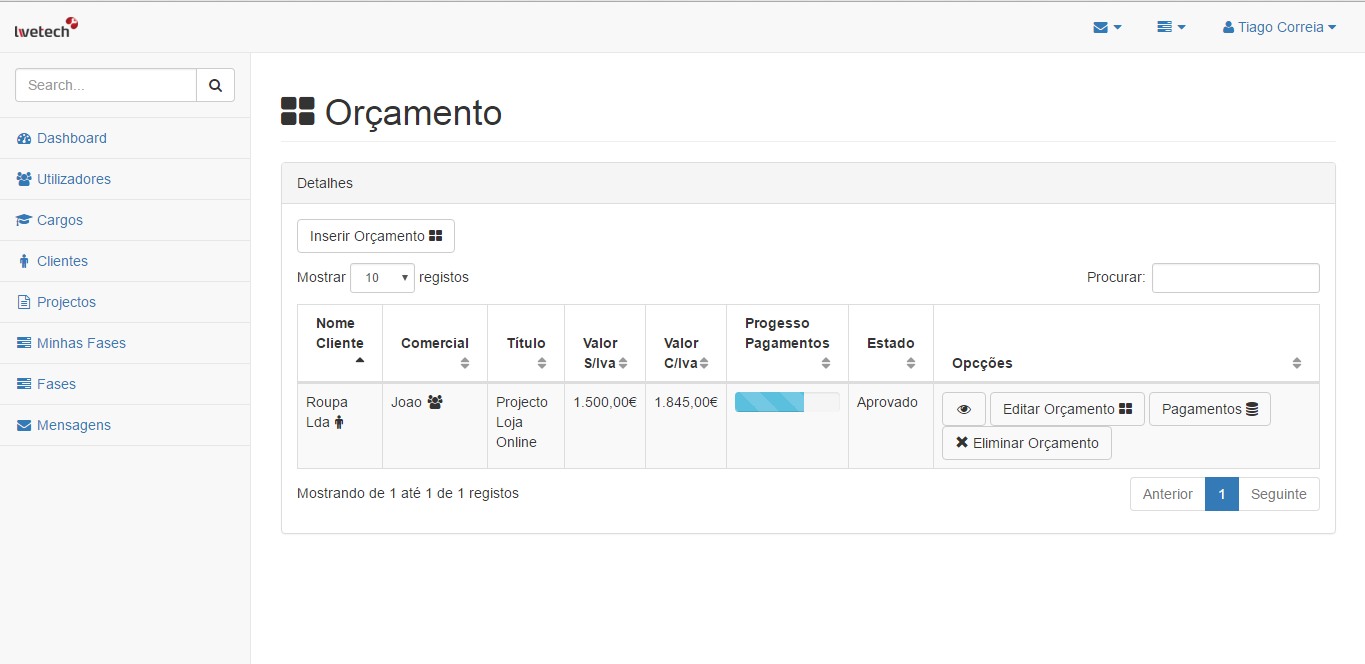 lwetech
Tiago Correia
Search...
Dashboard
Utilizadores
Cargos
Clientes
Projectos
Minhas Fases
Fases
Mensagens
Orçamento
Detalhes
Inserir Orçamento
Mostrar 10 registos
Procurar:
Nome
Cliente
Comercial
Título
Valor
S/Iva
Valor
C/Iva
Progesso
Pagamentos
Estado
Opcções
Roupa
Lda
Joao
Projecto
Loja
Online
1.500,00€
1.845,00€
Aprovado
Editar Orçamento
Pagamentos
Eliminar Orçamento
Mostrando de 1 até 1 de 1 registos
Anterior 1 Seguinte